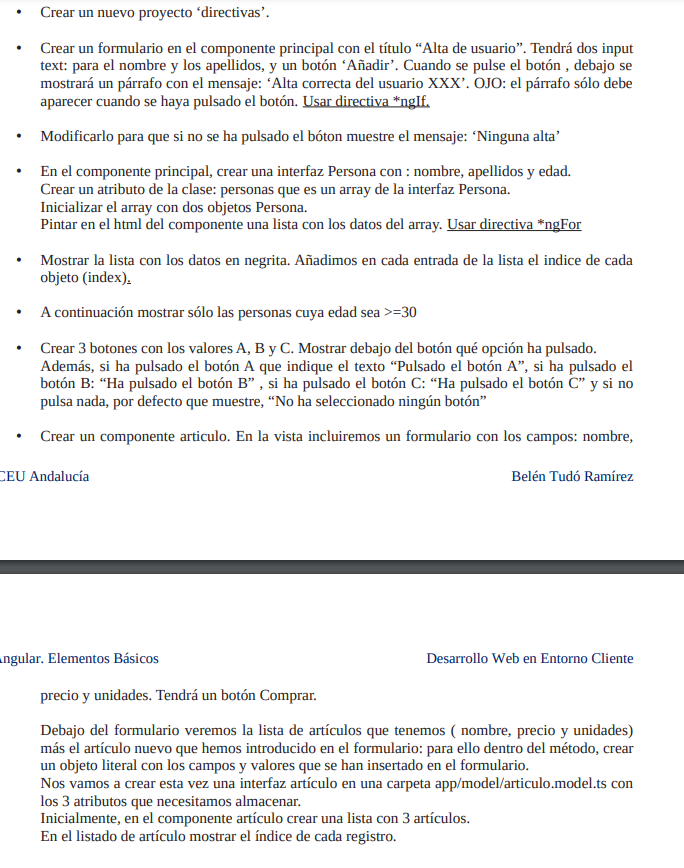 • Crear un nuevo proyecto ‘directivas’.
• Crear un formulario en el componente principal con el título “Alta de usuario”. Tendrá dos input
text: para el nombre y los apellidos, y un botón ‘Añadir’. Cuando se pulse el botón , debajo se
mostrará un párrafo con el mensaje: ‘Alta correcta del usuario XXX’. OJO: el párrafo sólo debe
aparecer cuando se haya pulsado el botón. Usar directiva *ngIf.
• Modificarlo para que si no se ha pulsado el bóton muestre el mensaje: ‘Ninguna alta’
• En el componente principal, crear una interfaz Persona con : nombre, apellidos y edad.
Crear un atributo de la clase: personas que es un array de la interfaz Persona.
Inicializar el array con dos objetos Persona.
Pintar en el html del componente una lista con los datos del array. Usar directiva *ngFor
• Mostrar la lista con los datos en negrita. Añadimos en cada entrada de la lista el indice de cada
objeto (index).
• A continuación mostrar sólo las personas cuya edad sea >=30
• Crear 3 botones con los valores A, B y C. Mostrar debajo del botón qué opción ha pulsado.
Además, si ha pulsado el botón A que indique el texto “Pulsado el botón A”, si ha pulsado el
botón B: “Ha pulsado el botón B” , si ha pulsado el botón C: “Ha pulsado el botón C” y si no
pulsa nada, por defecto que muestre, “No ha seleccionado ningún botón”
• Crear un componente articulo. En la vista incluiremos un formulario con los campos: nombre,
CEU Andalucía Belén Tudó Ramírez
Angular. Elementos Básicos Desarrollo Web en Entorno Cliente
precio y unidades. Tendrá un botón Comprar.
Debajo del formulario veremos la lista de artículos que tenemos ( nombre, precio y unidades)
más el artículo nuevo que hemos introducido en el formulario: para ello dentro del método, crear
un objeto literal con los campos y valores que se han insertado en el formulario.
Nos vamos a crear esta vez una interfaz artículo en una carpeta app/model/articulo.model.ts con
los 3 atributos que necesitamos almacenar.
Inicialmente, en el componente artículo crear una lista con 3 artículos.
En el listado de artículo mostrar el índice de cada registro.